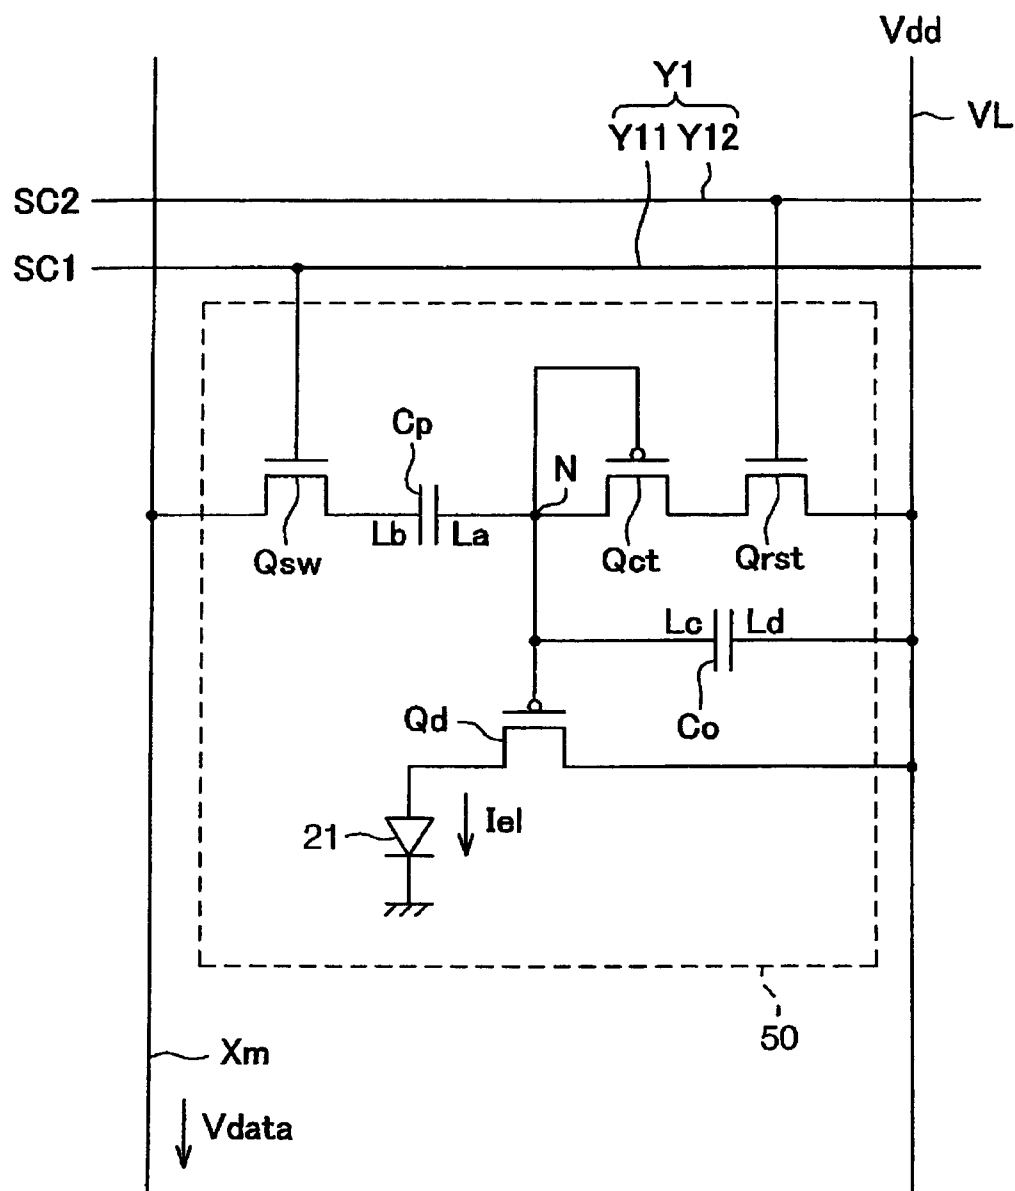 Vdd
Y1
VL
Y11 Y12
SC2
SC1
Cp
N
Lb La
Qsw
Qct
Qrst
Lc Ld
Qd
Co
21
Iel
50
Xm
Vdata